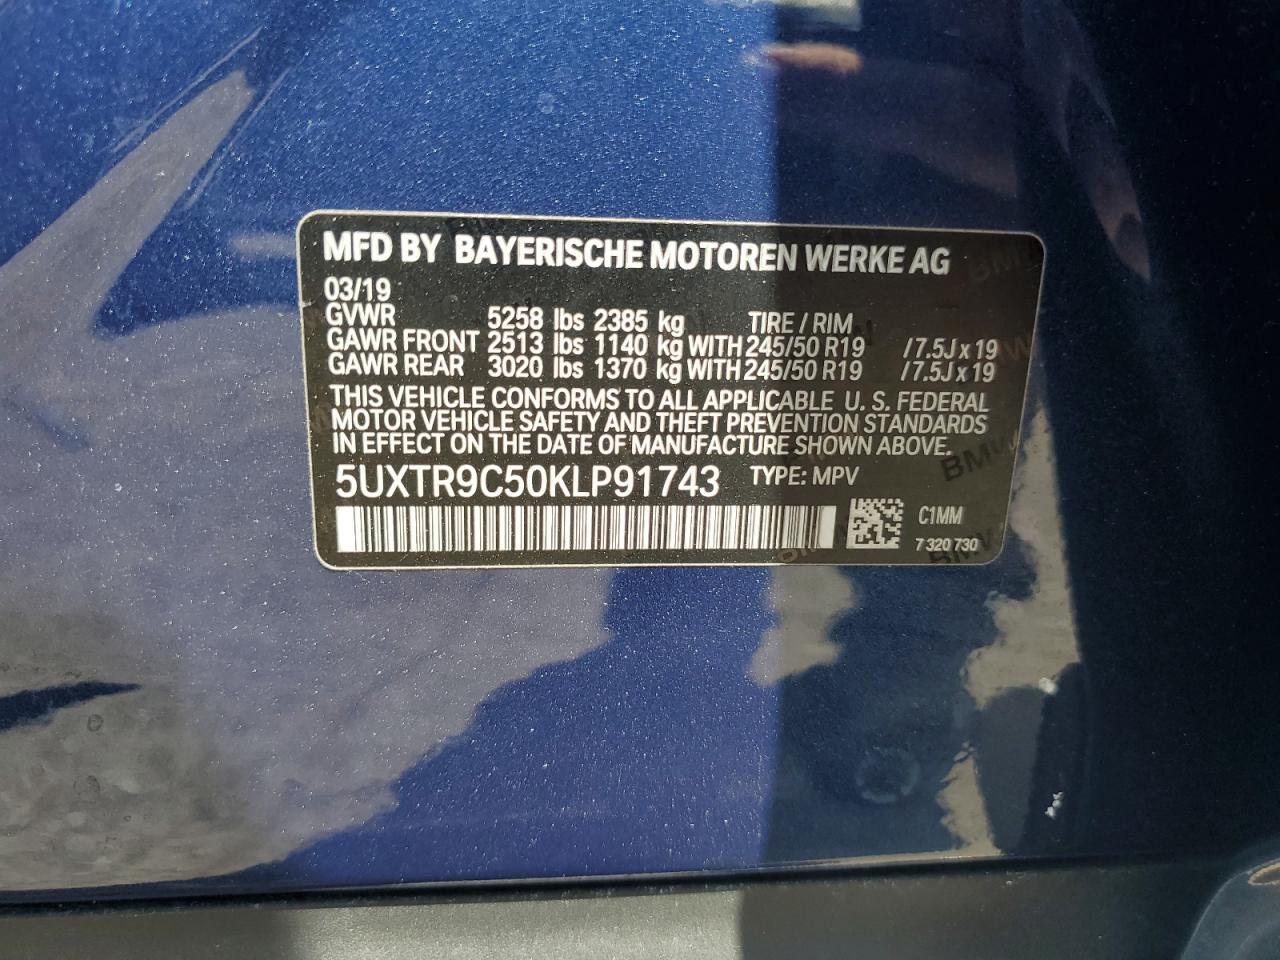 MFD BY BAYERISCHE MOTOREN WERKE AG
03/19
GVWR 5258 lbs 2385 kg TIRE / RIM
GAWR FRONT 2513 lbs 1140 kg WITH 245/50 R19 /7.5J x 19
GAWR REAR 3020 lbs 1370 kg WITH 245/50 R19 /7.5J x 19
THIS VEHICLE CONFORMS TO ALL APPLICABLE U. S. FEDERAL
MOTOR VEHICLE SAFETY AND THEFT PREVENTION STANDARDS
IN EFFECT ON THE DATE OF MANUFACTURE SHOWN ABOVE.
5UXTR9C50KLP91743 TYPE: MPV
C1MM
7 320 730